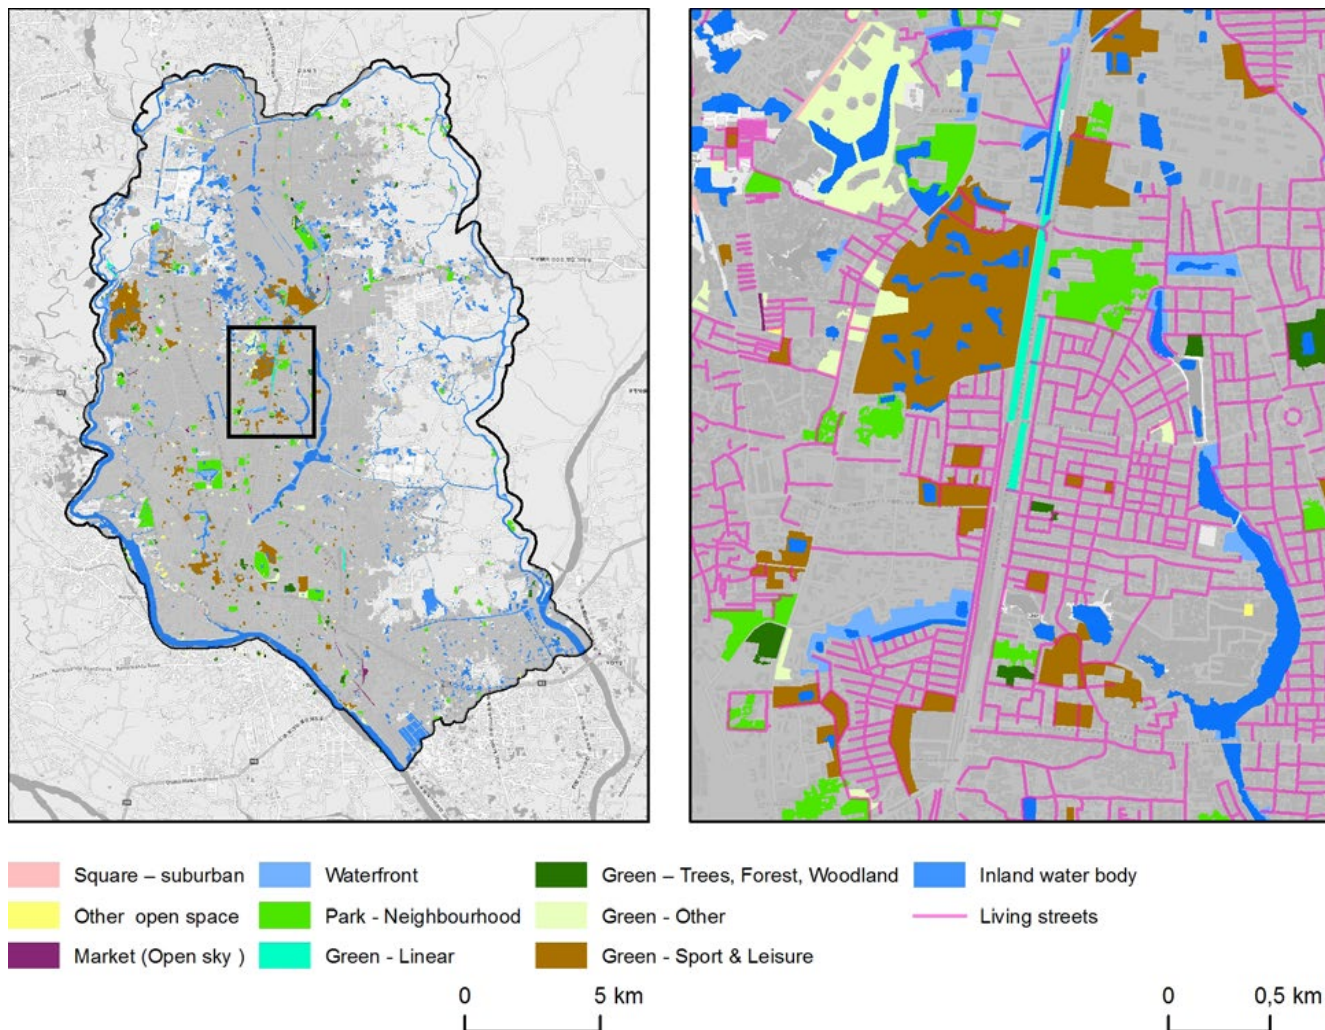 Square – suburban
Waterfront
Green – Trees, Forest, Woodland
Inland water body
Other open space
Park - Neighbourhood
Green - Other
Living streets
Market (Open sky )
Green - Linear
Green - Sport & Leisure
0 5 km
0 0,5 km